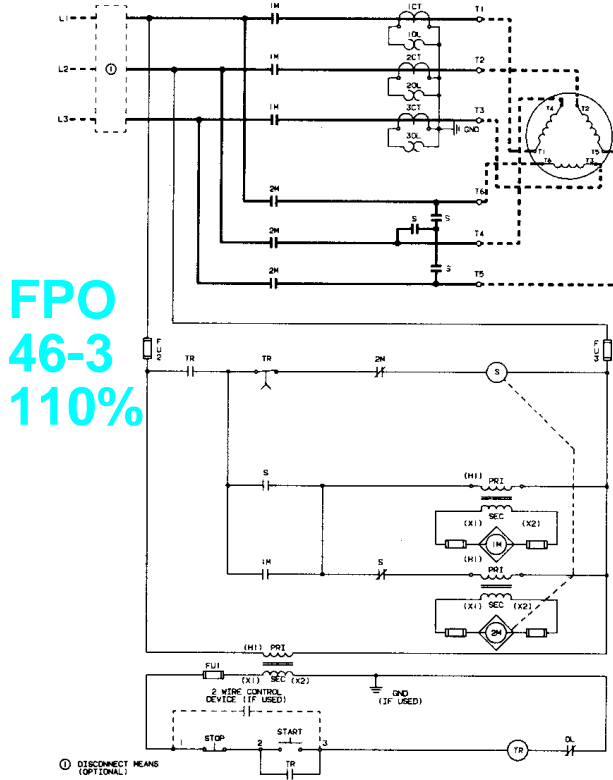 1M 1CT T1
L1
1OL
1M 2CT T2
L2 ①
2OL
1M 3CT T3
L3
GND
3OL
T4 T2
T1 T5
T6 T3
2M T6
S
2M S T4
2M S T5
FPO
46-3
110%
FU2
FU3
TR TR 2M
S
S (H1) PRI
SEC
(X1) (X2)
1M
1M S (H1) PRI
SEC
(X1) (X2)
2M
(H1) PRI
FU1 (X1) SEC (X2)
2 WIRE CONTROL
DEVICE (IF USED)
GND
(IF USED)
1 STOP 2 START 3
TR OL
TR
① DISCONNECT MEANS
(OPTIONAL)